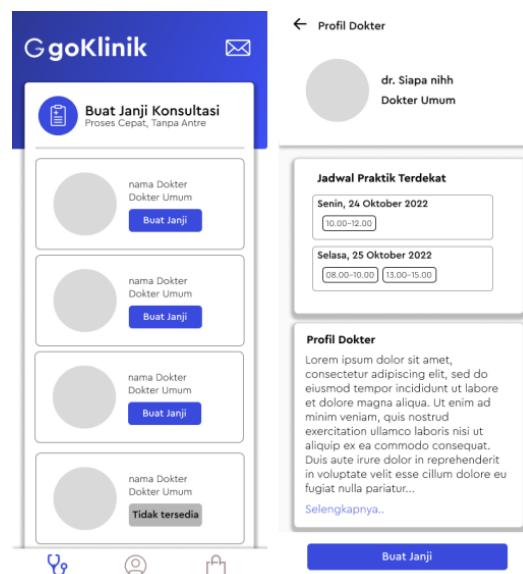 GgoKlinik
Buat Janji Konsultasi
Proses Cepat, Tanpa Antre
nama Dokter
Dokter Umum
Buat Janji
nama Dokter
Dokter Umum
Buat Janji
nama Dokter
Dokter Umum
Buat Janji
nama Dokter
Dokter Umum
Tidak tersedia
Profil Dokter
dr. Siapa nihh
Dokter Umum
Jadwal Praktik Terdekat
Senin, 24 Oktober 2022
10.00-12.00
Selasa, 25 Oktober 2022
08.00-10.00 13.00-15.00
Profil Dokter
Lorem ipsum dolor sit amet,
consectetur adipiscing elit, sed do
eiusmod tempor incididunt ut labore
et dolore magna aliqua. Ut enim ad
minim veniam, quis nostrud
exercitation ullamco laboris nisi ut
aliquip ex ea commodo consequat.
Duis aute irure dolor in reprehenderit
in voluptate velit esse cillum dolore eu
fugiat nulla pariatur...
Selengkapnya..
Buat Janji